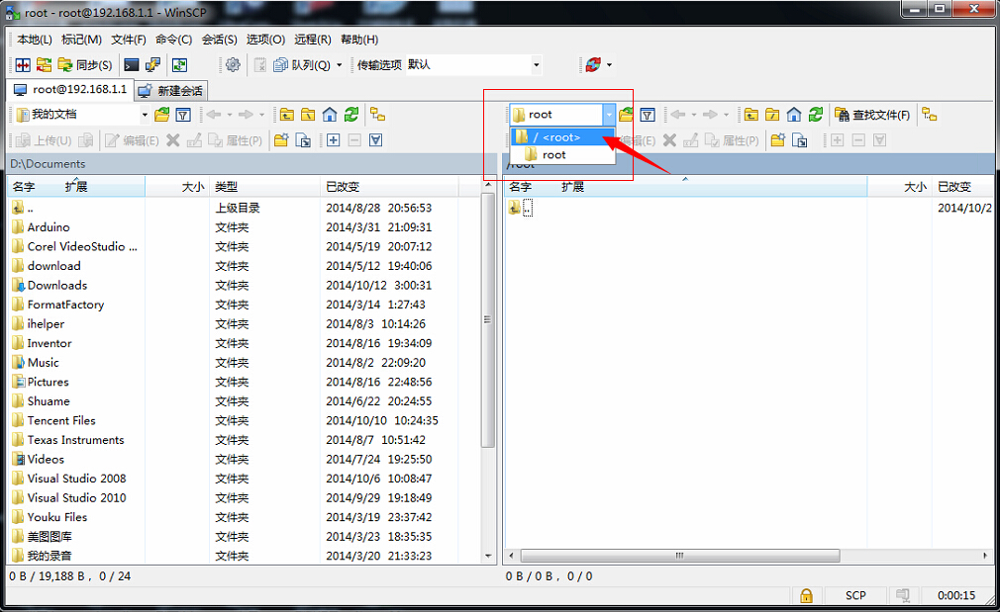 root - root@192.168.1.1 - WinSCP
本地(L) 标记(M) 文件(F) 命令(C) 会话(S) 选项(O) 远程(R) 帮助(H)
同步(S) 队列(Q) 传输选项 默认
root@192.168.1.1 新建会话
我的文档 root 查找文件(F)
上传(U) 编辑(E) 属性(P) / <root> 编辑(E) 属性(P)
root
D:\Documents /root
名字 扩展 大小 类型 已改变 名字 扩展 大小 已改变
.. 上级目录 2014/8/28 20:56:53 .. 2014/10/2
Arduino 文件夹 2014/3/31 21:09:31
Corel VideoStudio ... 文件夹 2014/5/19 20:07:12
download 文件夹 2014/5/12 19:40:06
Downloads 文件夹 2014/10/12 3:00:31
FormatFactory 文件夹 2014/3/14 1:27:43
ihelper 文件夹 2014/8/3 10:14:26
Inventor 文件夹 2014/8/16 19:34:09
Music 文件夹 2014/8/2 22:09:20
Pictures 文件夹 2014/8/16 22:48:56
Shuame 文件夹 2014/6/22 20:24:55
Tencent Files 文件夹 2014/10/10 10:24:35
Texas Instruments 文件夹 2014/8/7 10:51:42
Videos 文件夹 2014/7/24 19:25:50
Visual Studio 2008 文件夹 2014/10/6 10:08:47
Visual Studio 2010 文件夹 2014/9/29 19:18:49
Youku Files 文件夹 2014/3/19 23:37:42
美图图库 文件夹 2014/3/23 18:35:35
我的录音 文件夹 2014/3/20 21:33:23
0 B / 19,188 B, 0 / 24 0 B / 0 B, 0 / 0
SCP 0:00:15